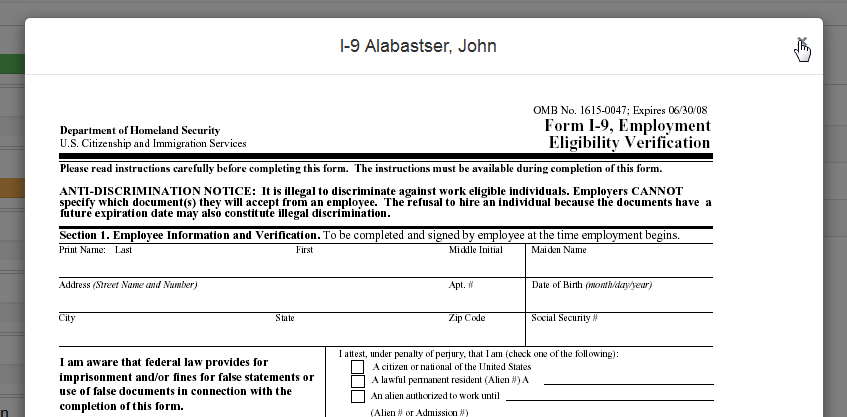 I-9 Alabastser, John
OMB No. 1615-0047; Expires 06/30/08
Department of Homeland Security
U.S. Citizenship and Immigration Services
Form I-9, Employment
Eligibility Verification
Please read instructions carefully before completing this form. The instructions must be available during completion of this form.
ANTI-DISCRIMINATION NOTICE: It is illegal to discriminate against work eligible individuals. Employers CANNOT
specify which document(s) they will accept from an employee. The refusal to hire an individual because the documents have a
future expiration date may also constitute illegal discrimination.
Section 1. Employee Information and Verification. To be completed and signed by employee at the time employment begins.
Print Name: Last First Middle Initial Maiden Name
Address (Street Name and Number) Apt. # Date of Birth (month/day/year)
City State Zip Code Social Security #
I am aware that federal law provides for
imprisonment and/or fines for false statements or
use of false documents in connection with the
completion of this form.
I attest, under penalty of perjury, that I am (check one of the following):
A citizen or national of the United States
A lawful permanent resident (Alien #) A
An alien authorized to work until
(Alien # or Admission #)